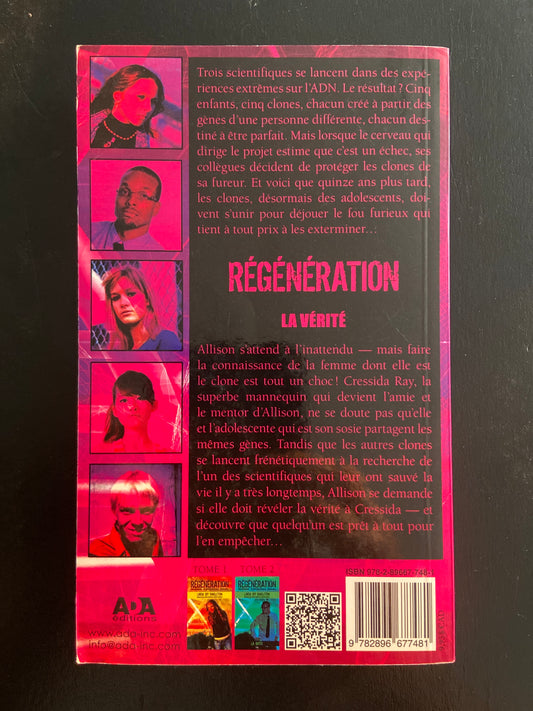 Trois scientifiques se lancent dans des expé-
riences extrêmes sur l'ADN. Le résultat ? Cinq
enfants, cinq clones, chacun créé à partir des
gènes d'une personne différente, chacun des-
tiné à être parfait. Mais lorsque le cerveau qui
dirige le projet estime que c'est un échec, ses
collègues décident de protéger les clones de
sa fureur. Et voici que quinze ans plus tard,
les clones, désormais des adolescents, doi-
vent s'unir pour déjouer le fou furieux qui
tient à tout prix à les exterminer...
RÉGÉNÉRATION
LA VÉRITÉ
Allison s'attend à l'inattendu — mais faire
la connaissance de la femme dont elle est
le clone est tout un choc ! Cressida Ray, la
superbe mannequin qui devient l'amie et
le mentor d'Allison, ne se doute pas qu'elle
et l'adolescente qui est son sosie partagent les
mêmes gènes. Tandis que les autres clones
se lancent frénétiquement à la recherche de
l'un des scientifiques qui leur ont sauvé la
vie il y a très longtemps, Allison se demande
si elle doit révéler la vérité à Cressida — et
découvre que quelqu'un est prêt à tout pour
l'en empêcher...
TOME 1
TOME 2
RÉGÉNÉRATION
RÉGÉNÉRATION
ISBN 978-2-89667-748-1
9 782896 677481
ADA
éditions
www.ada-inc.com
info@ada-inc.com